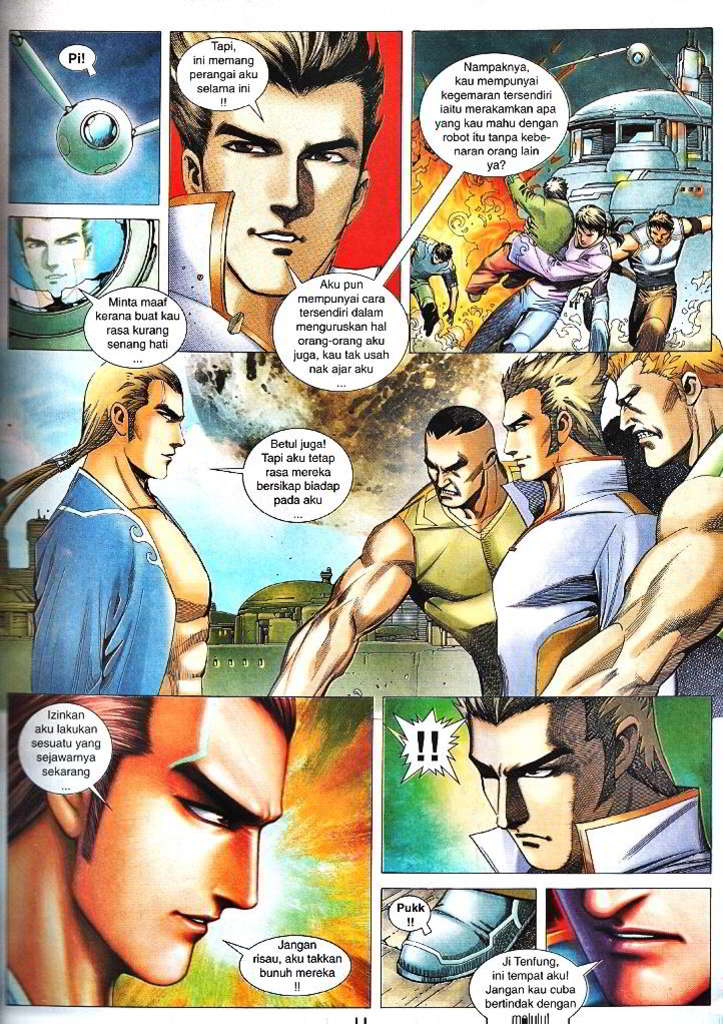 Pi!
Tapi,
ini memang
perangai aku
selama ini
!!
Nampaknya,
kau mempunyai
kegemaran tersendiri
iaitu merakamkan apa
yang kau mahu dengan
robot itu tanpa kebe-
naran orang lain
ya?
Minta maaf
kerana buat kau
rasa kurang
senang hati
...
Aku pun
mempunyai cara
tersendiri dalam
menguruskan hal
orang-orang aku
juga, kau tak usah
nak ajar aku
...
Betul juga!
Tapi aku tetap
rasa mereka
bersikap biadap
pada aku
...
Izinkan
aku lakukan
sesuatu yang
sejawarnya
sekarang
...
Jangan
risau, aku takkan
bunuh mereka
!!
!!
Pukk
!!
Ji Tenfung,
ini tempat aku!
Jangan kau cuba
bertindak dengan
melulu!